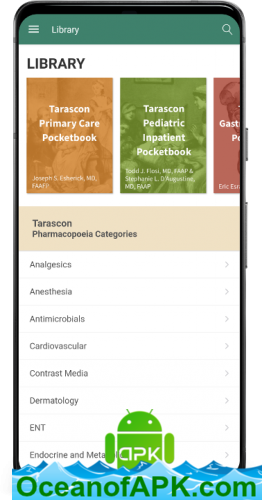 Library
LIBRARY
Tarascon
Primary Care
Pocketbook
Joseph S. Esherick, MD,
FAAFP
Tarascon
Pediatric
Inpatient
Pocketbook
Todd J. Flosi, MD, FAAP &
Stephanie L. D'Augustine,
MD, FAAP
T
Gast
Po
Eric Esra
Tarascon
Pharmacopoeia Categories
Analgesics
Anesthesia
Antimicrobials
Cardiovascular
Contrast Media
Dermatology
ENT
Endocrine and Meta
APK
OceanofAPK.com